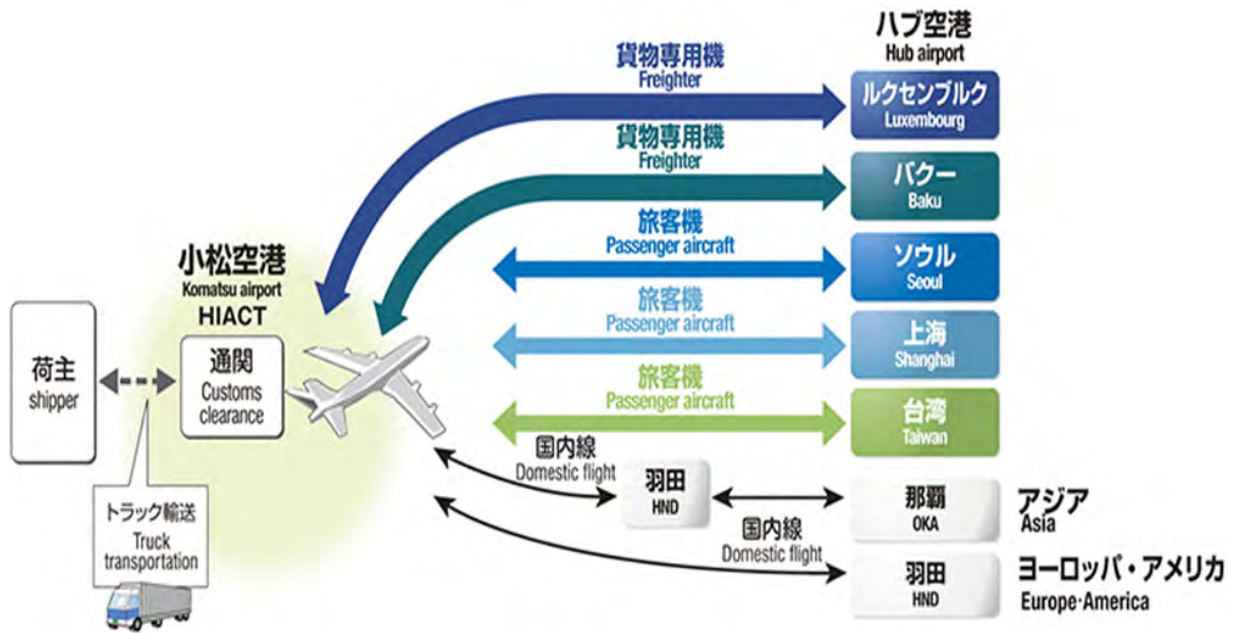 ハブ空港
Hub airport
貨物専用機
Freighter
ルクセンブルク
Luxembourg
貨物専用機
Freighter
バクー
Baku
旅客機
Passenger aircraft
ソウル
Seoul
小松空港
Komatsu airport
HIACT
旅客機
Passenger aircraft
上海
Shanghai
荷主
shipper
通関
Customs
clearance
旅客機
Passenger aircraft
台湾
Taiwan
国内線
Domestic flight
羽田
HND
那覇
OKA
アジア
Asia
トラック輸送
Truck
transportation
国内線
Domestic flight
羽田
HND
ヨーロッパ・アメリカ
Europe·America